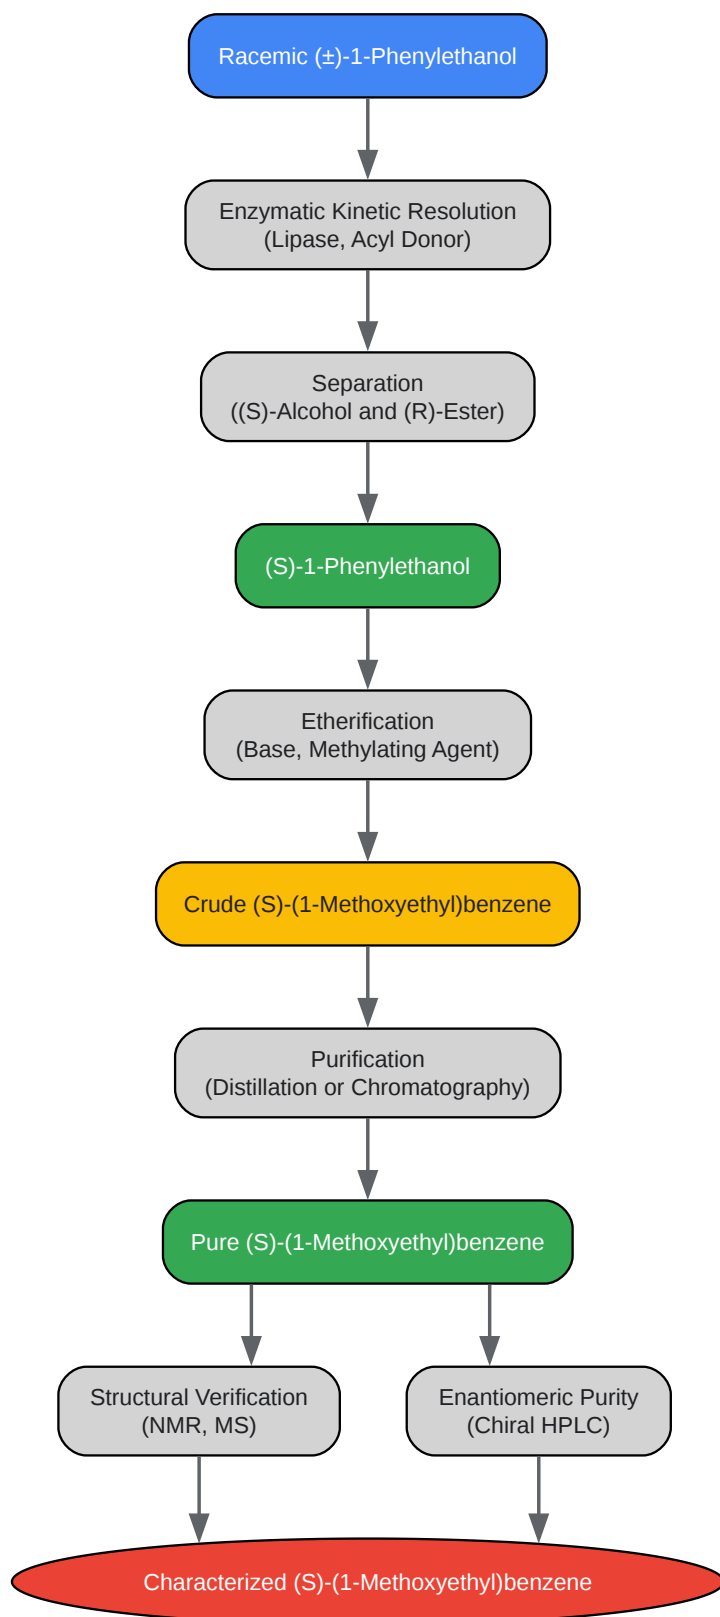 Racemic (±)-1-Phenylethanol
Enzymatic Kinetic Resolution
(Lipase, Acyl Donor)
Separation
((S)-Alcohol and (R)-Ester)
(S)-1-Phenylethanol
Etherification
(Base, Methylating Agent)
Crude (S)-(1-Methoxyethyl)benzene
Purification
(Distillation or Chromatography)
Pure (S)-(1-Methoxyethyl)benzene
Structural Verification
(NMR, MS)
Enantiomeric Purity
(Chiral HPLC)
Characterized (S)-(1-Methoxyethyl)benzene